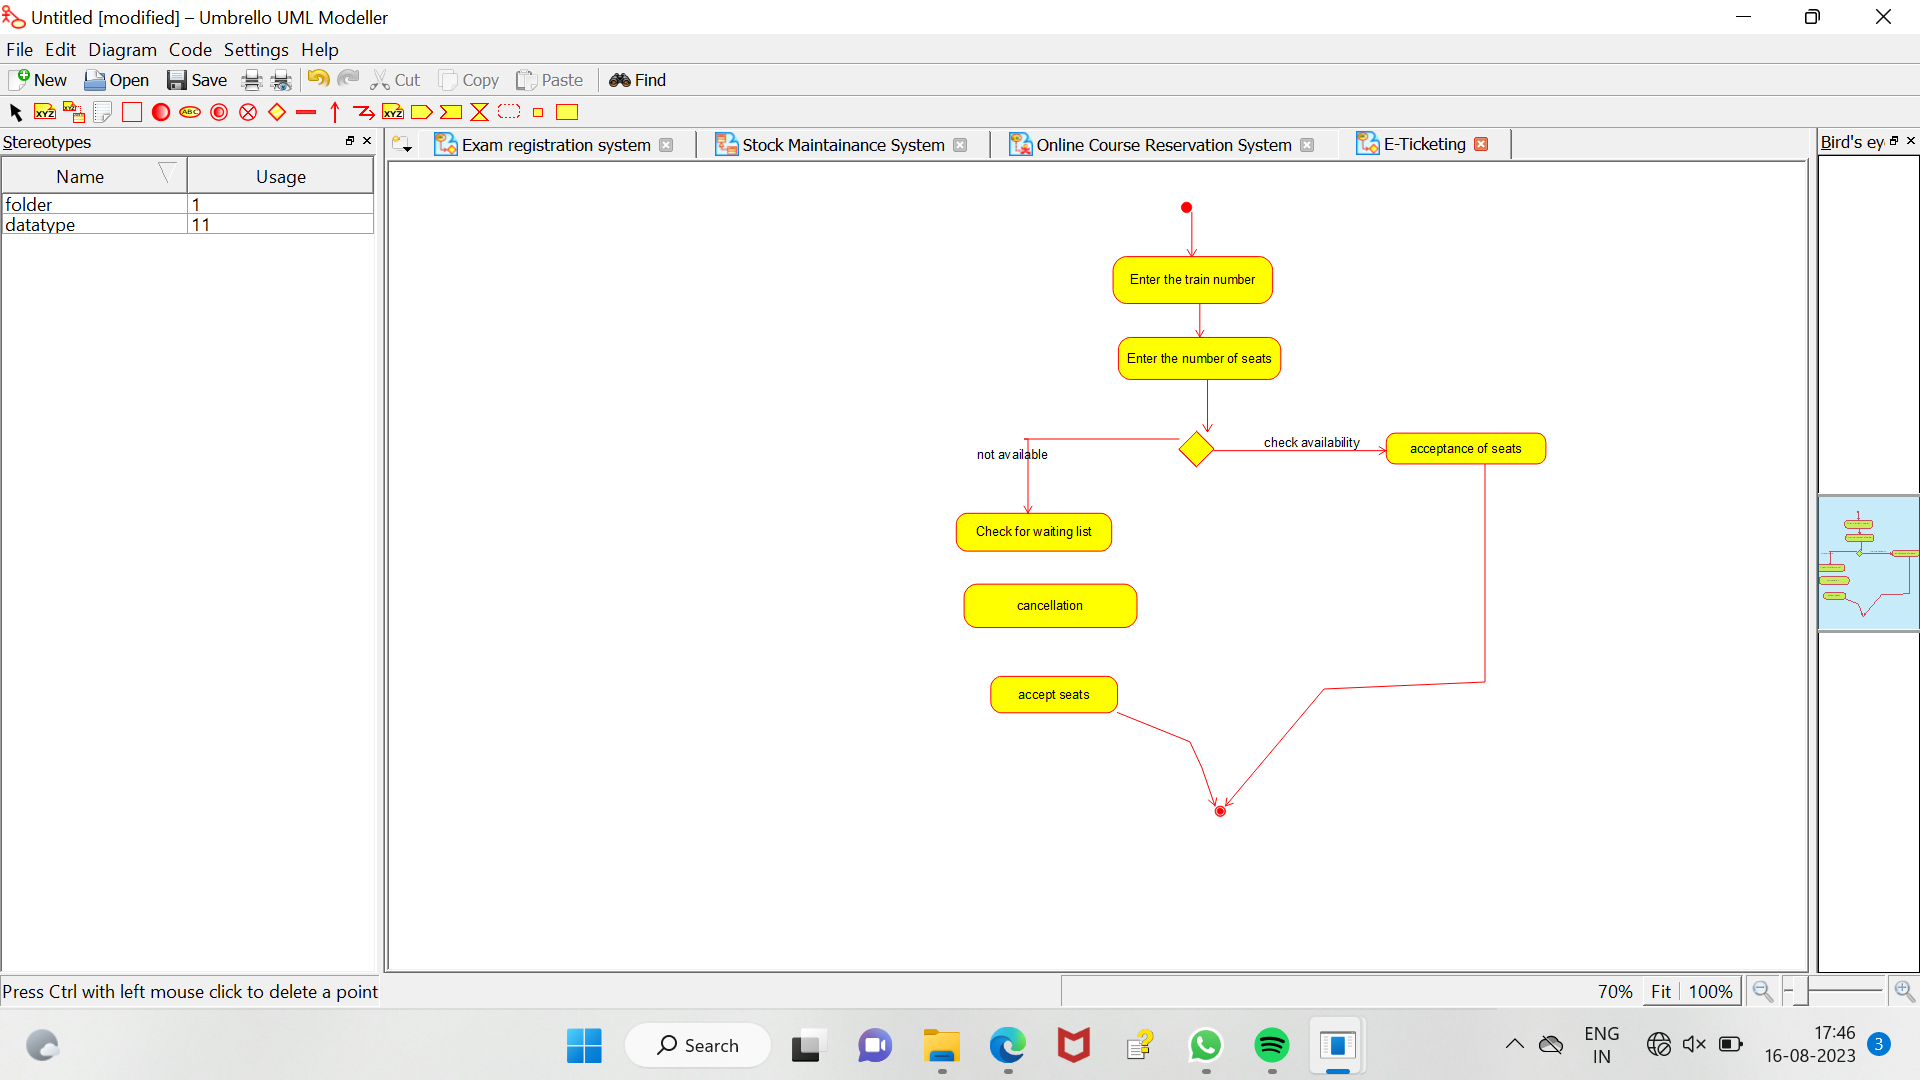 Untitled [modified] – Umbrello UML Modeller
File Edit Diagram Code Settings Help
New Open Save Cut Copy Paste Find
XYZ XYZ ABC XYZ
Stereotypes
Exam registration system Stock Maintainance System Online Course Reservation System E-Ticketing
Bird's ey
Name Usage
folder 1
datatype 11
Enter the train number
Enter the number of seats
check availability
acceptance of seats
not available
Check for waiting list
cancellation
accept seats
Press Ctrl with left mouse click to delete a point
70% Fit 100%
Search
ENG
IN
17:46
16-08-2023
3